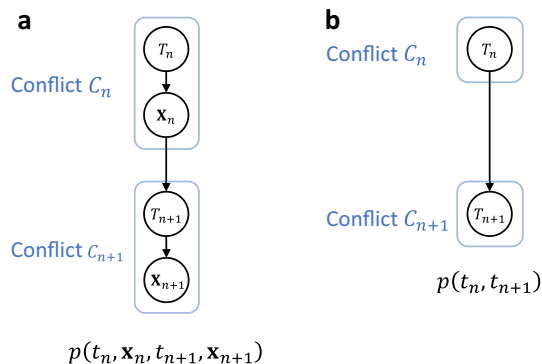 a
T_n
Conflict C_n
X_n
T_{n+1}
Conflict C_{n+1}
X_{n+1}
p(t_n, x_n, t_{n+1}, x_{n+1})
b
T_n
Conflict C_n
T_{n+1}
Conflict C_{n+1}
p(t_n, t_{n+1})